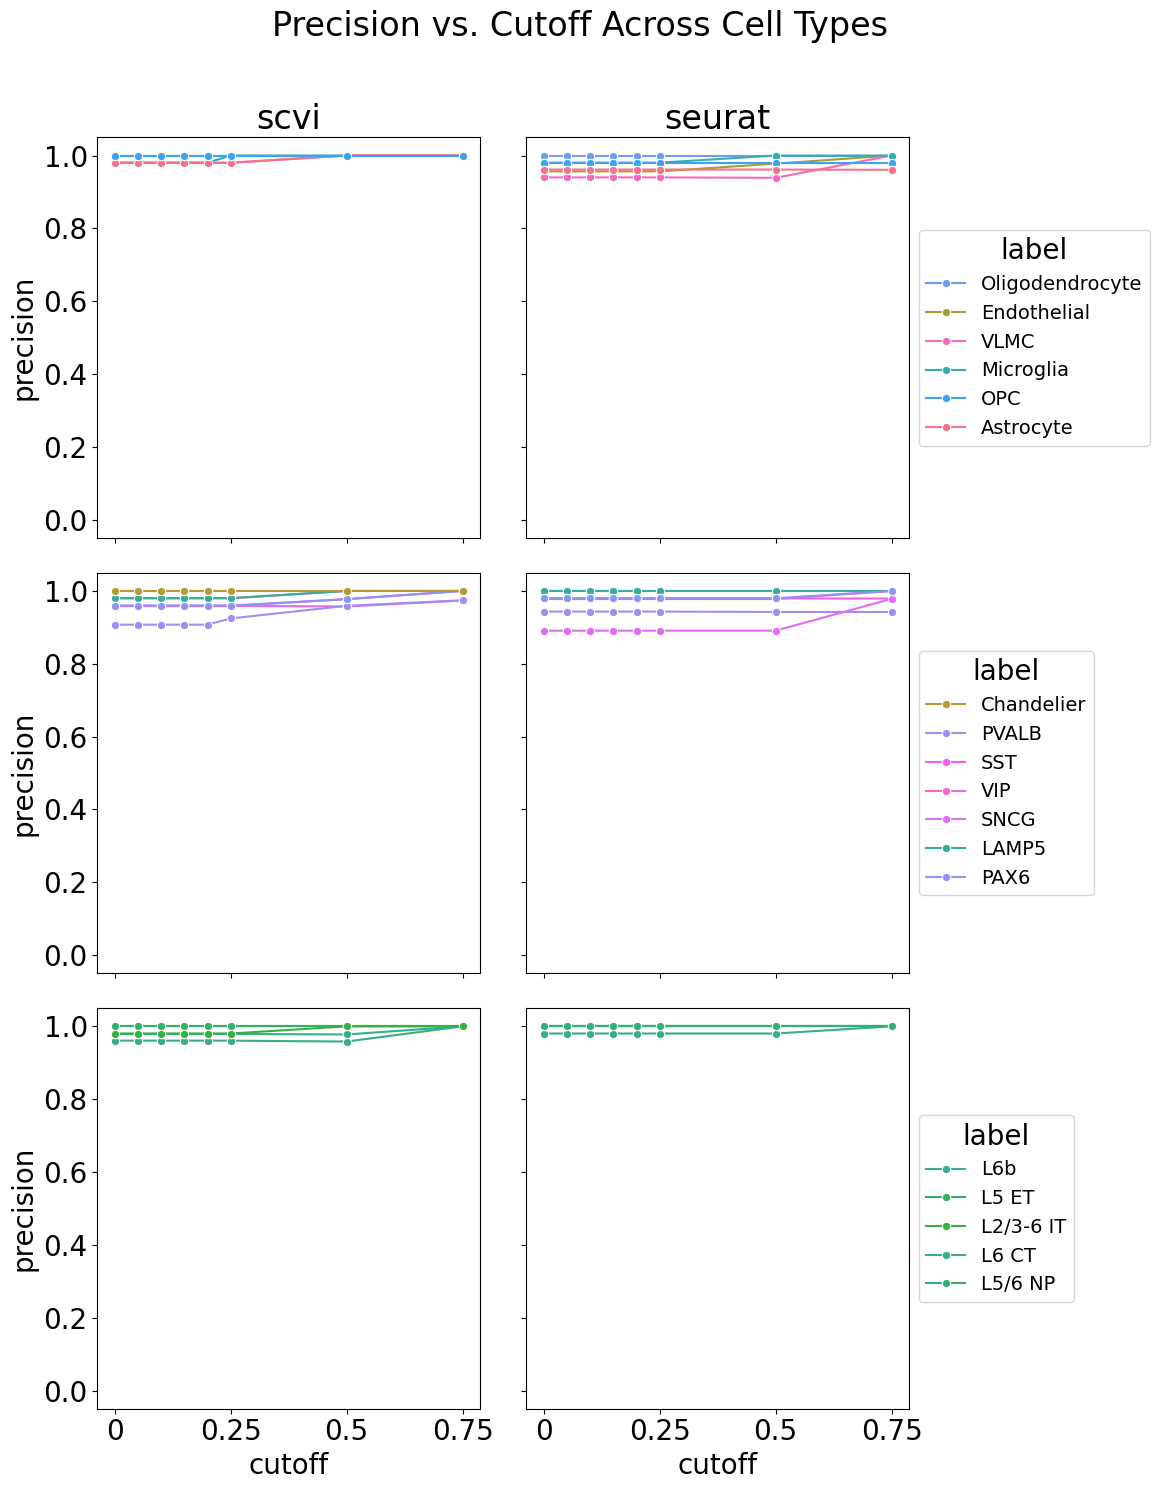 Precision vs. Cutoff Across Cell Types
scvi
seurat
1.0
0.8
0.6
0.4
0.2
0.0
precision
label
Oligodendrocyte
Endothelial
VLMC
Microglia
OPC
Astrocyte
1.0
0.8
0.6
0.4
0.2
0.0
precision
label
Chandelier
PVALB
SST
VIP
SNCG
LAMP5
PAX6
1.0
0.8
0.6
0.4
0.2
0.0
precision
label
L6b
L5 ET
L2/3-6 IT
L6 CT
L5/6 NP
0 0.25 0.5 0.75
cutoff
0 0.25 0.5 0.75
cutoff